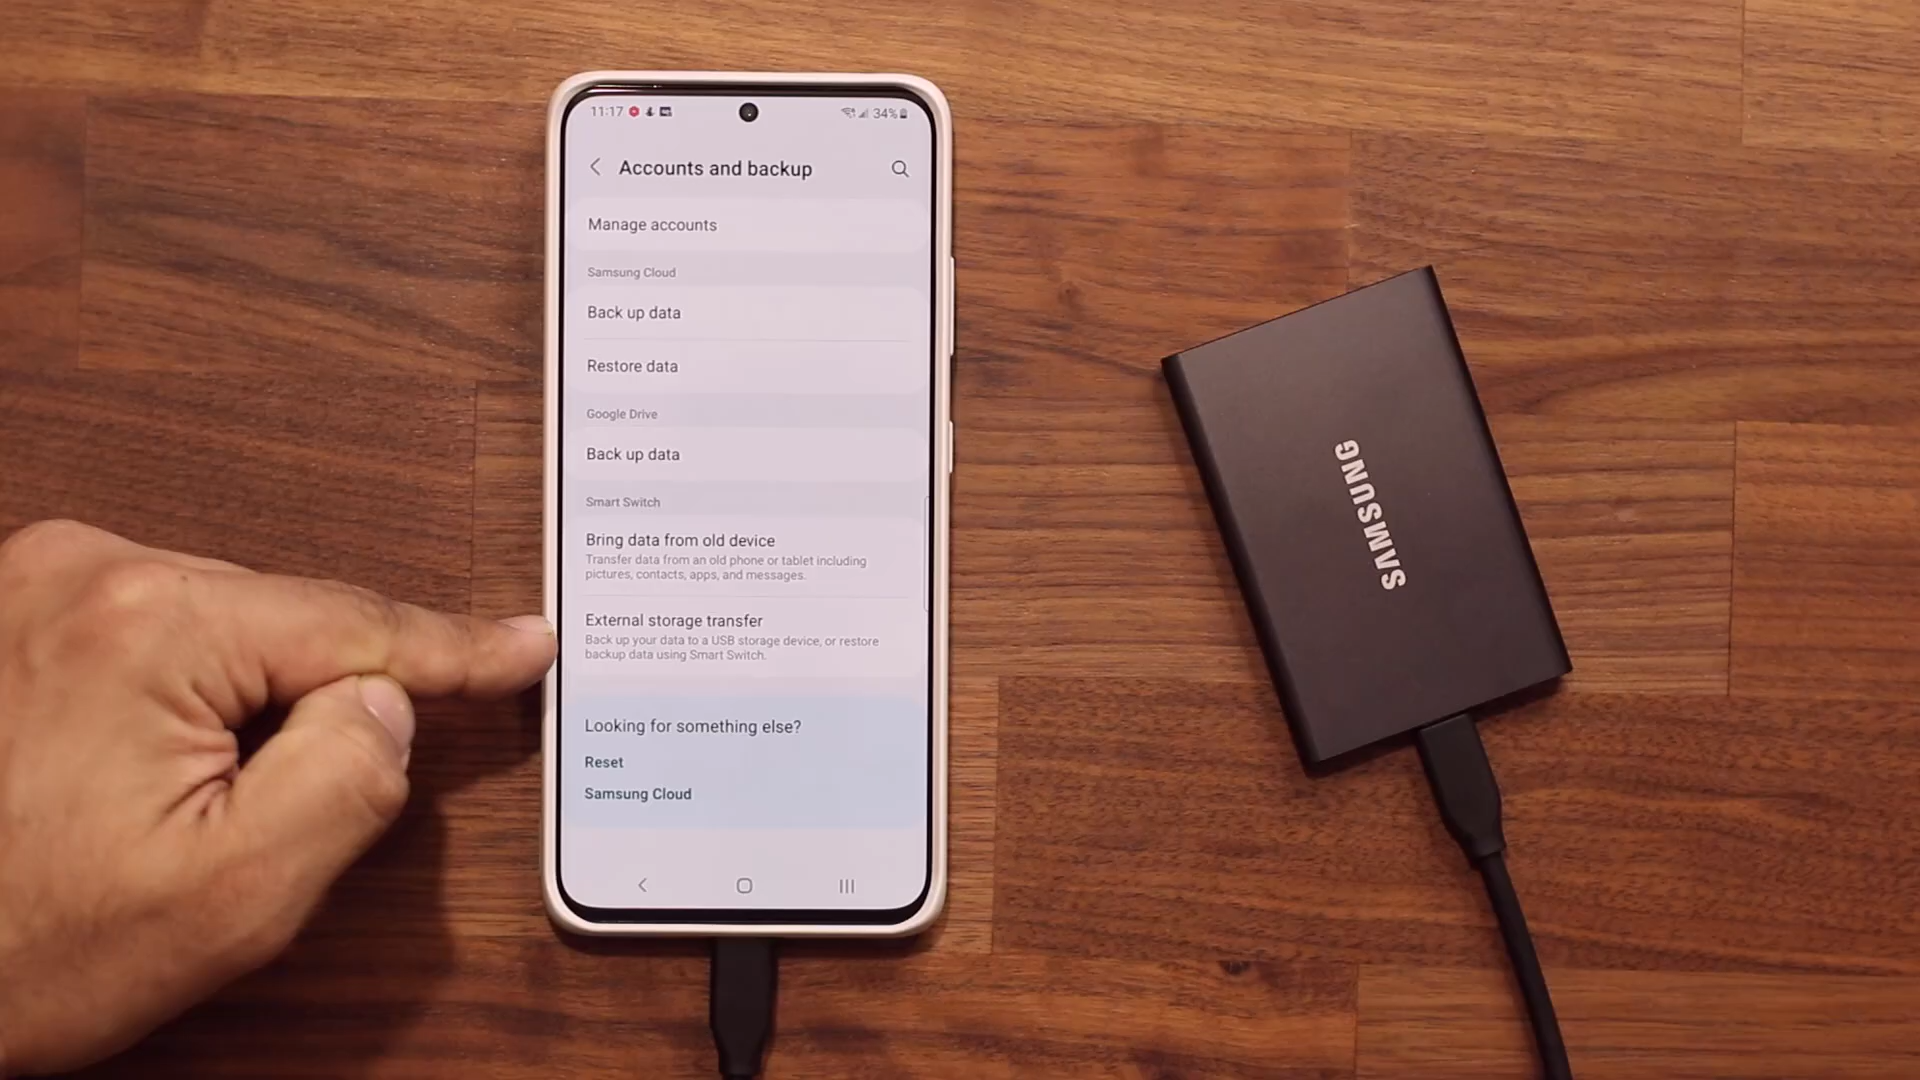 11:17
34%
Accounts and backup
Manage accounts
Samsung Cloud
Back up data
Restore data
Google Drive
Back up data
Smart Switch
Bring data from old device
Transfer data from an old phone or tablet including
pictures, contacts, apps, and messages.
External storage transfer
Back up your data to a USB storage device, or restore
backup data using Smart Switch.
Looking for something else?
Reset
Samsung Cloud
SAMSUNG